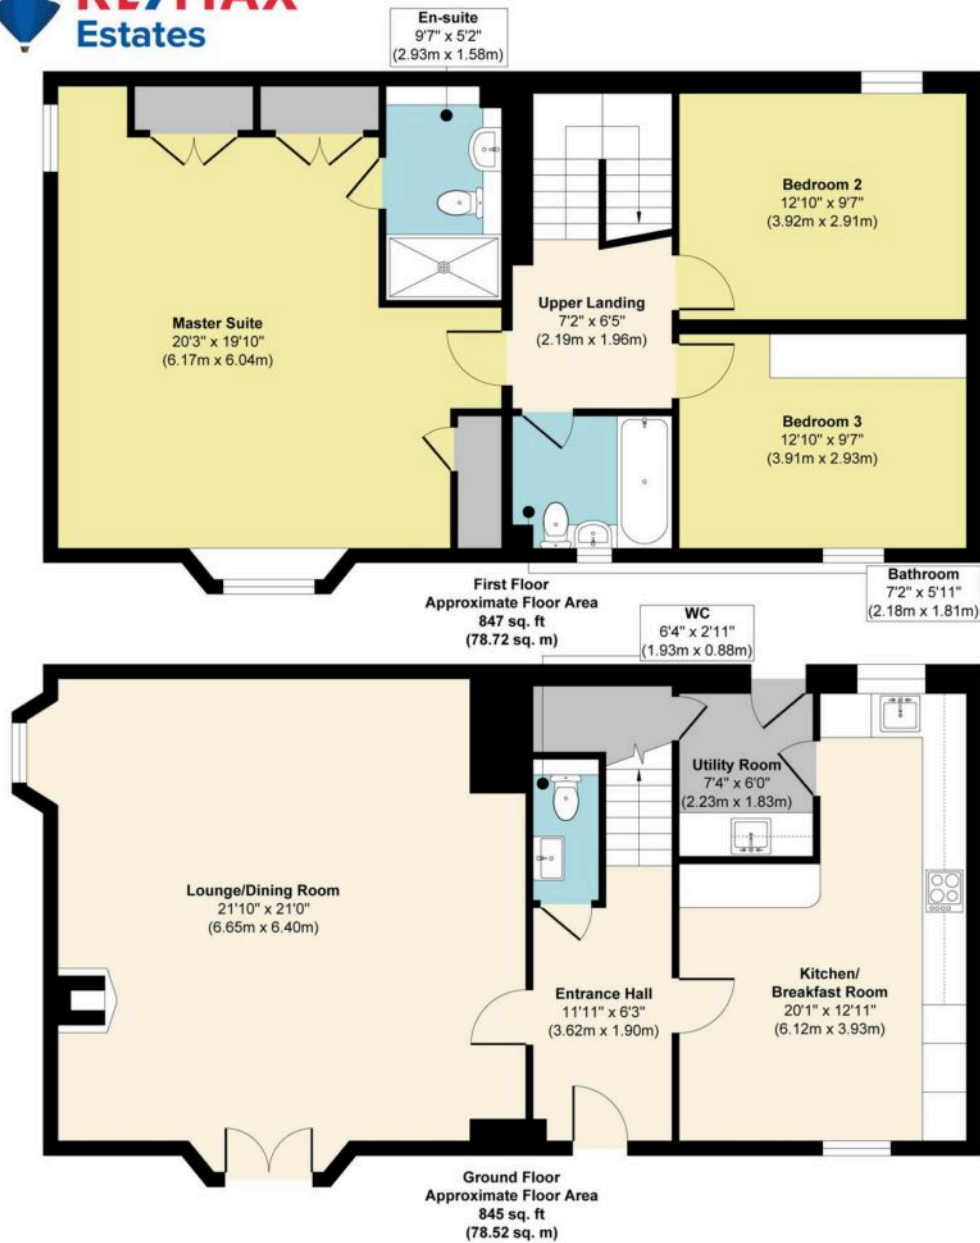 RE/MAX
Estates
En-suite
9'7" x 5'2"
(2.93m x 1.58m)
Bedroom 2
12'10" x 9'7"
(3.92m x 2.91m)
Upper Landing
7'2" x 6'5"
(2.19m x 1.96m)
Master Suite
20'3" x 19'10"
(6.17m x 6.04m)
Bedroom 3
12'10" x 9'7"
(3.91m x 2.93m)
First Floor
Approximate Floor Area
847 sq. ft
(78.72 sq. m)
Bathroom
7'2" x 5'11"
(2.18m x 1.81m)
WC
6'4" x 2'11"
(1.93m x 0.88m)
Utility Room
7'4" x 6'0"
(2.23m x 1.83m)
Lounge/Dining Room
21'10" x 21'0"
(6.65m x 6.40m)
Entrance Hall
11'11" x 6'3"
(3.62m x 1.90m)
Kitchen/
Breakfast Room
20'1" x 12'11"
(6.12m x 3.93m)
Ground Floor
Approximate Floor Area
845 sq. ft
(78.52 sq. m)